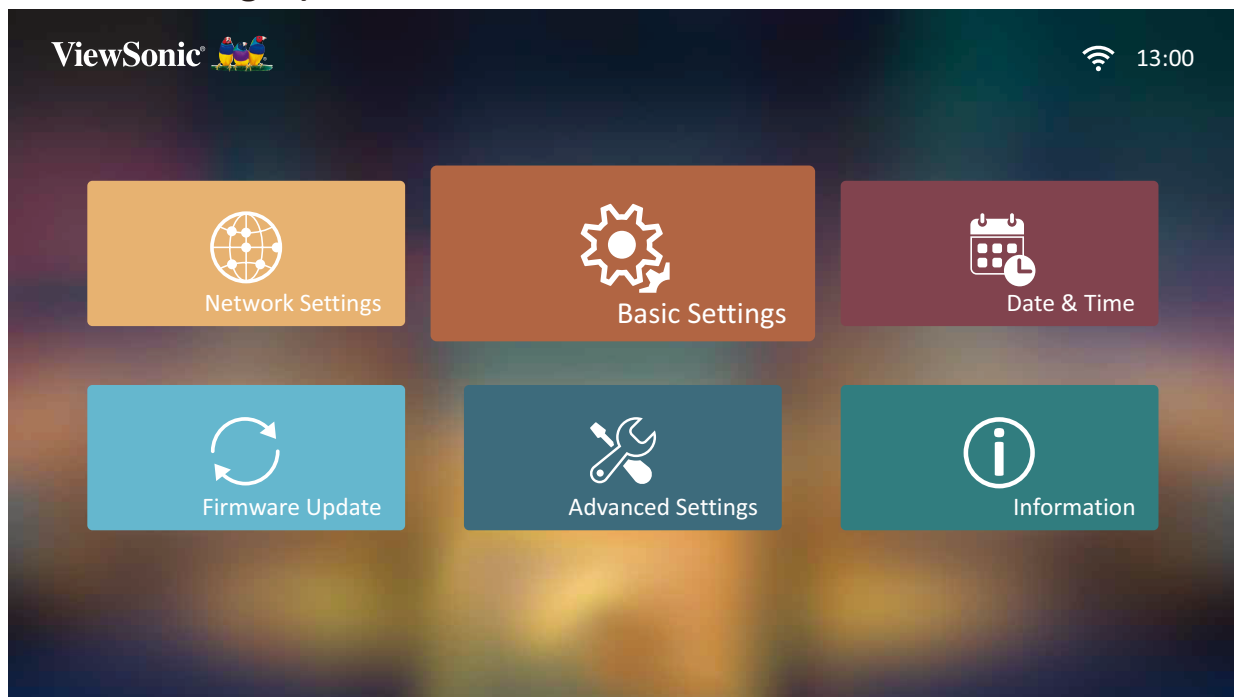 ViewSonic®
13:00
Network Settings
Basic Settings
Date & Time
Firmware Update
Advanced Settings
Information